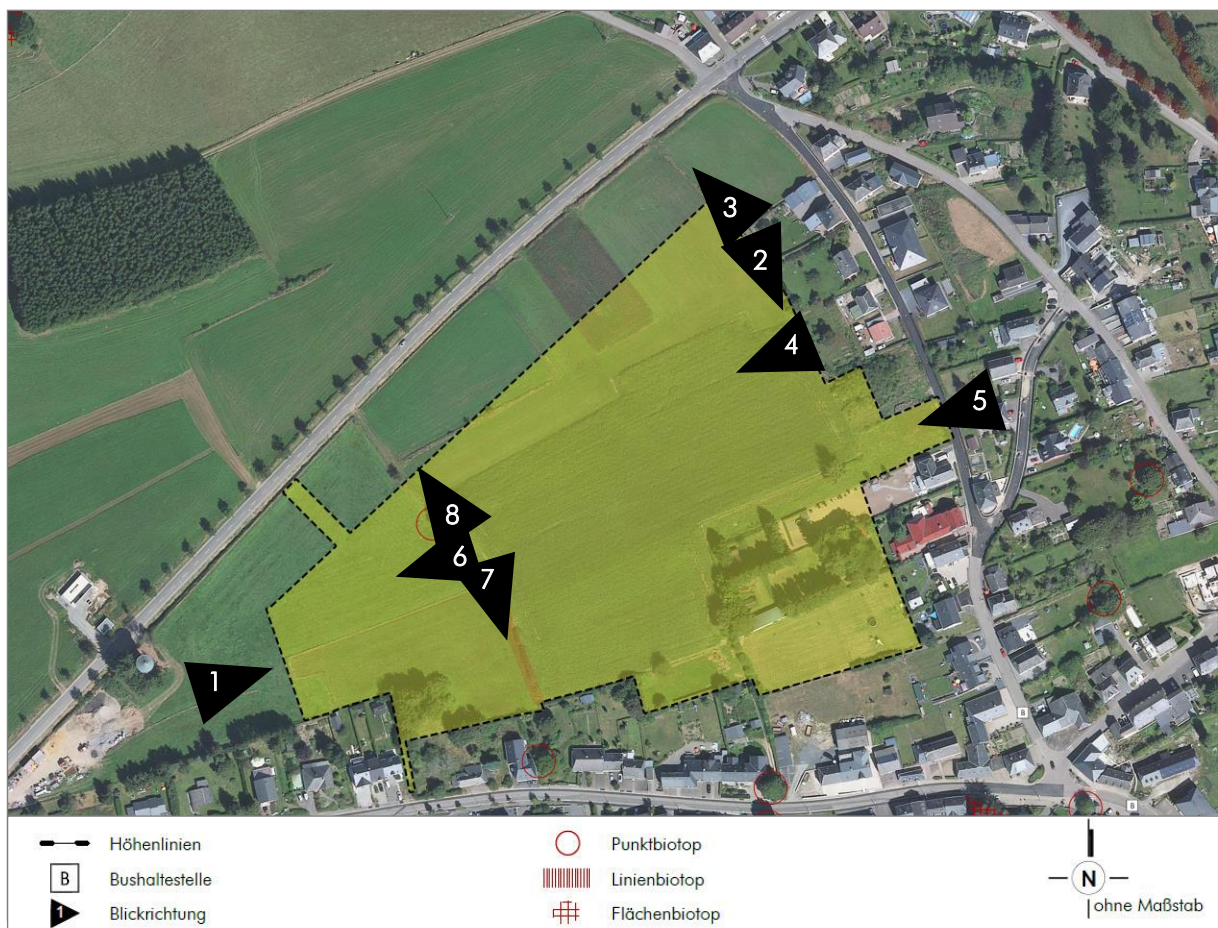 3
2
4
5
8
6
7
1
B
B
Höhenlinien
Punktbiotop
B
Bushaltestelle
Linienbiotop
N
1
Blickrichtung
Flächenbiotop
ohne Maßstab